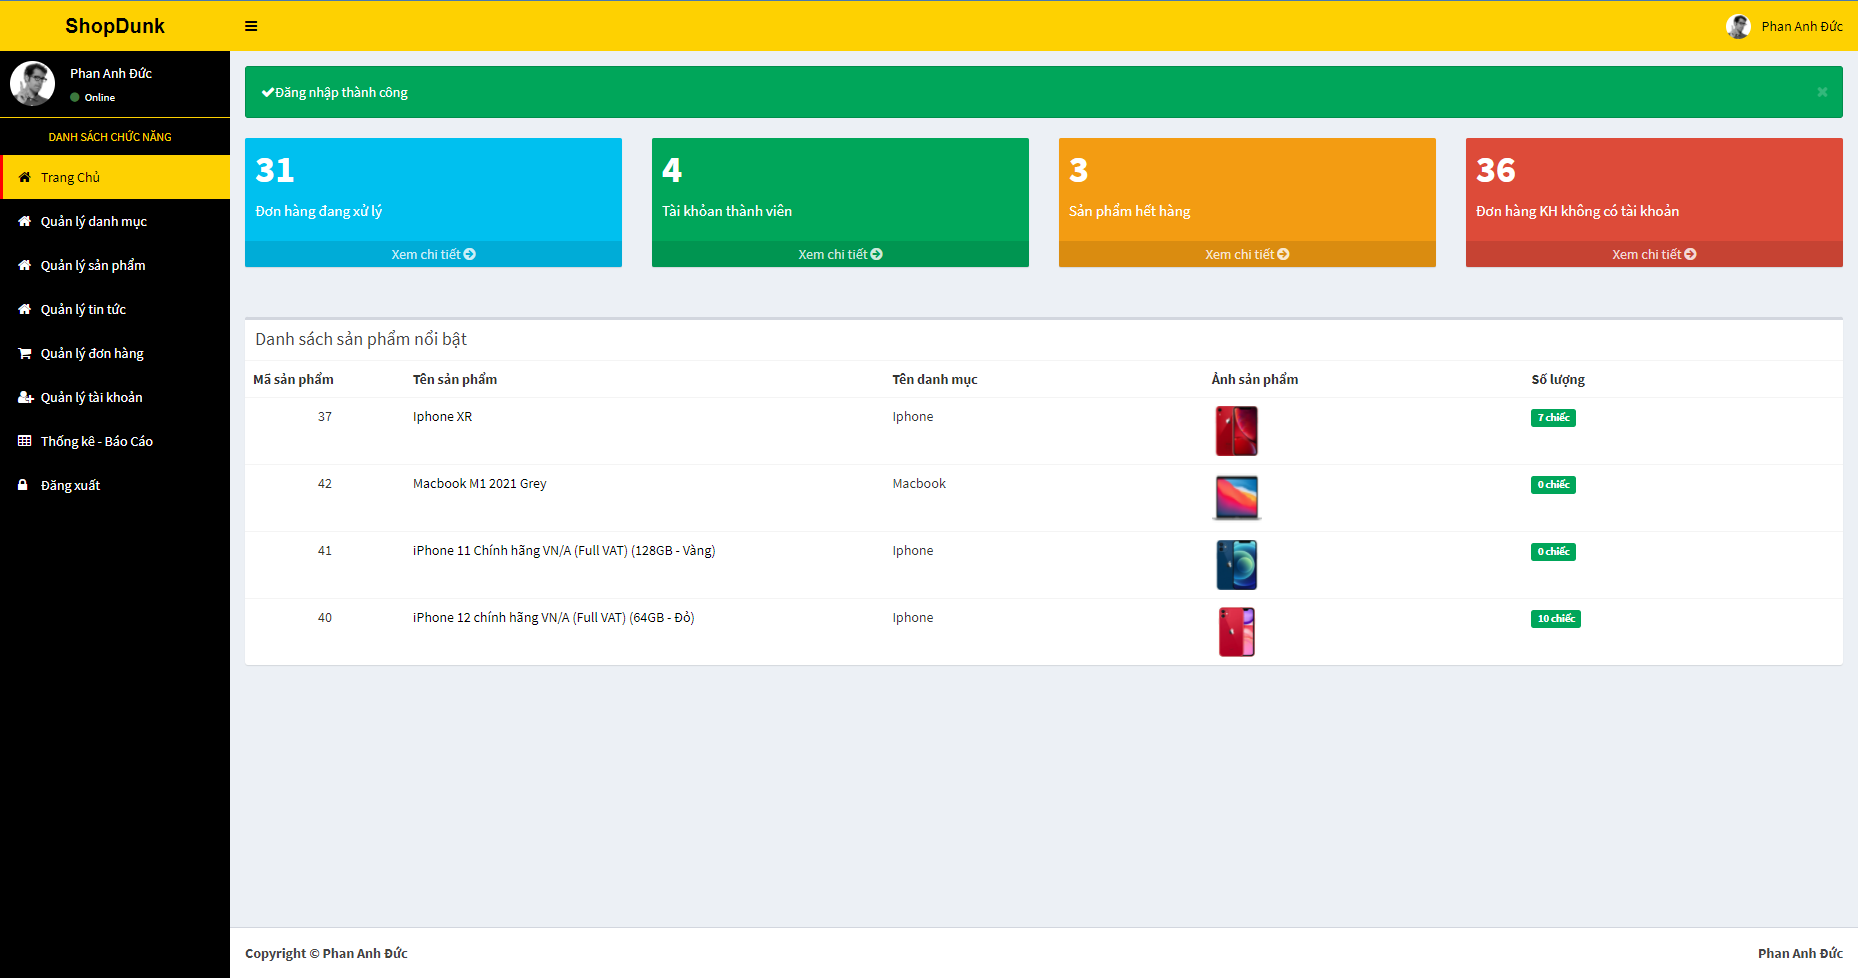 ShopDunk
Phan Anh Đức
Phan Anh Đức
Online
DANH SÁCH CHỨC NĂNG
Trang Chủ
Quản lý danh mục
Quản lý sản phẩm
Quản lý tin tức
Quản lý đơn hàng
Quản lý tài khoản
Thống kê - Báo Cáo
Đăng xuất
Đăng nhập thành công
31
Đơn hàng đang xử lý
Xem chi tiết
4
Tài khỏan thành viên
Xem chi tiết
3
Sản phẩm hết hàng
Xem chi tiết
36
Đơn hàng KH không có tài khoản
Xem chi tiết
Danh sách sản phẩm nổi bật
Mã sản phẩm Tên sản phẩm Tên danh mục Ảnh sản phẩm Số lượng
37 Iphone XR Iphone 7 chiếc
42 Macbook M1 2021 Grey Macbook 0 chiếc
41 iPhone 11 Chính hãng VN/A (Full VAT) (128GB - Vàng) Iphone 0 chiếc
40 iPhone 12 chính hãng VN/A (Full VAT) (64GB - Đỏ) Iphone 10 chiếc
Copyright © Phan Anh Đức Phan Anh Đức